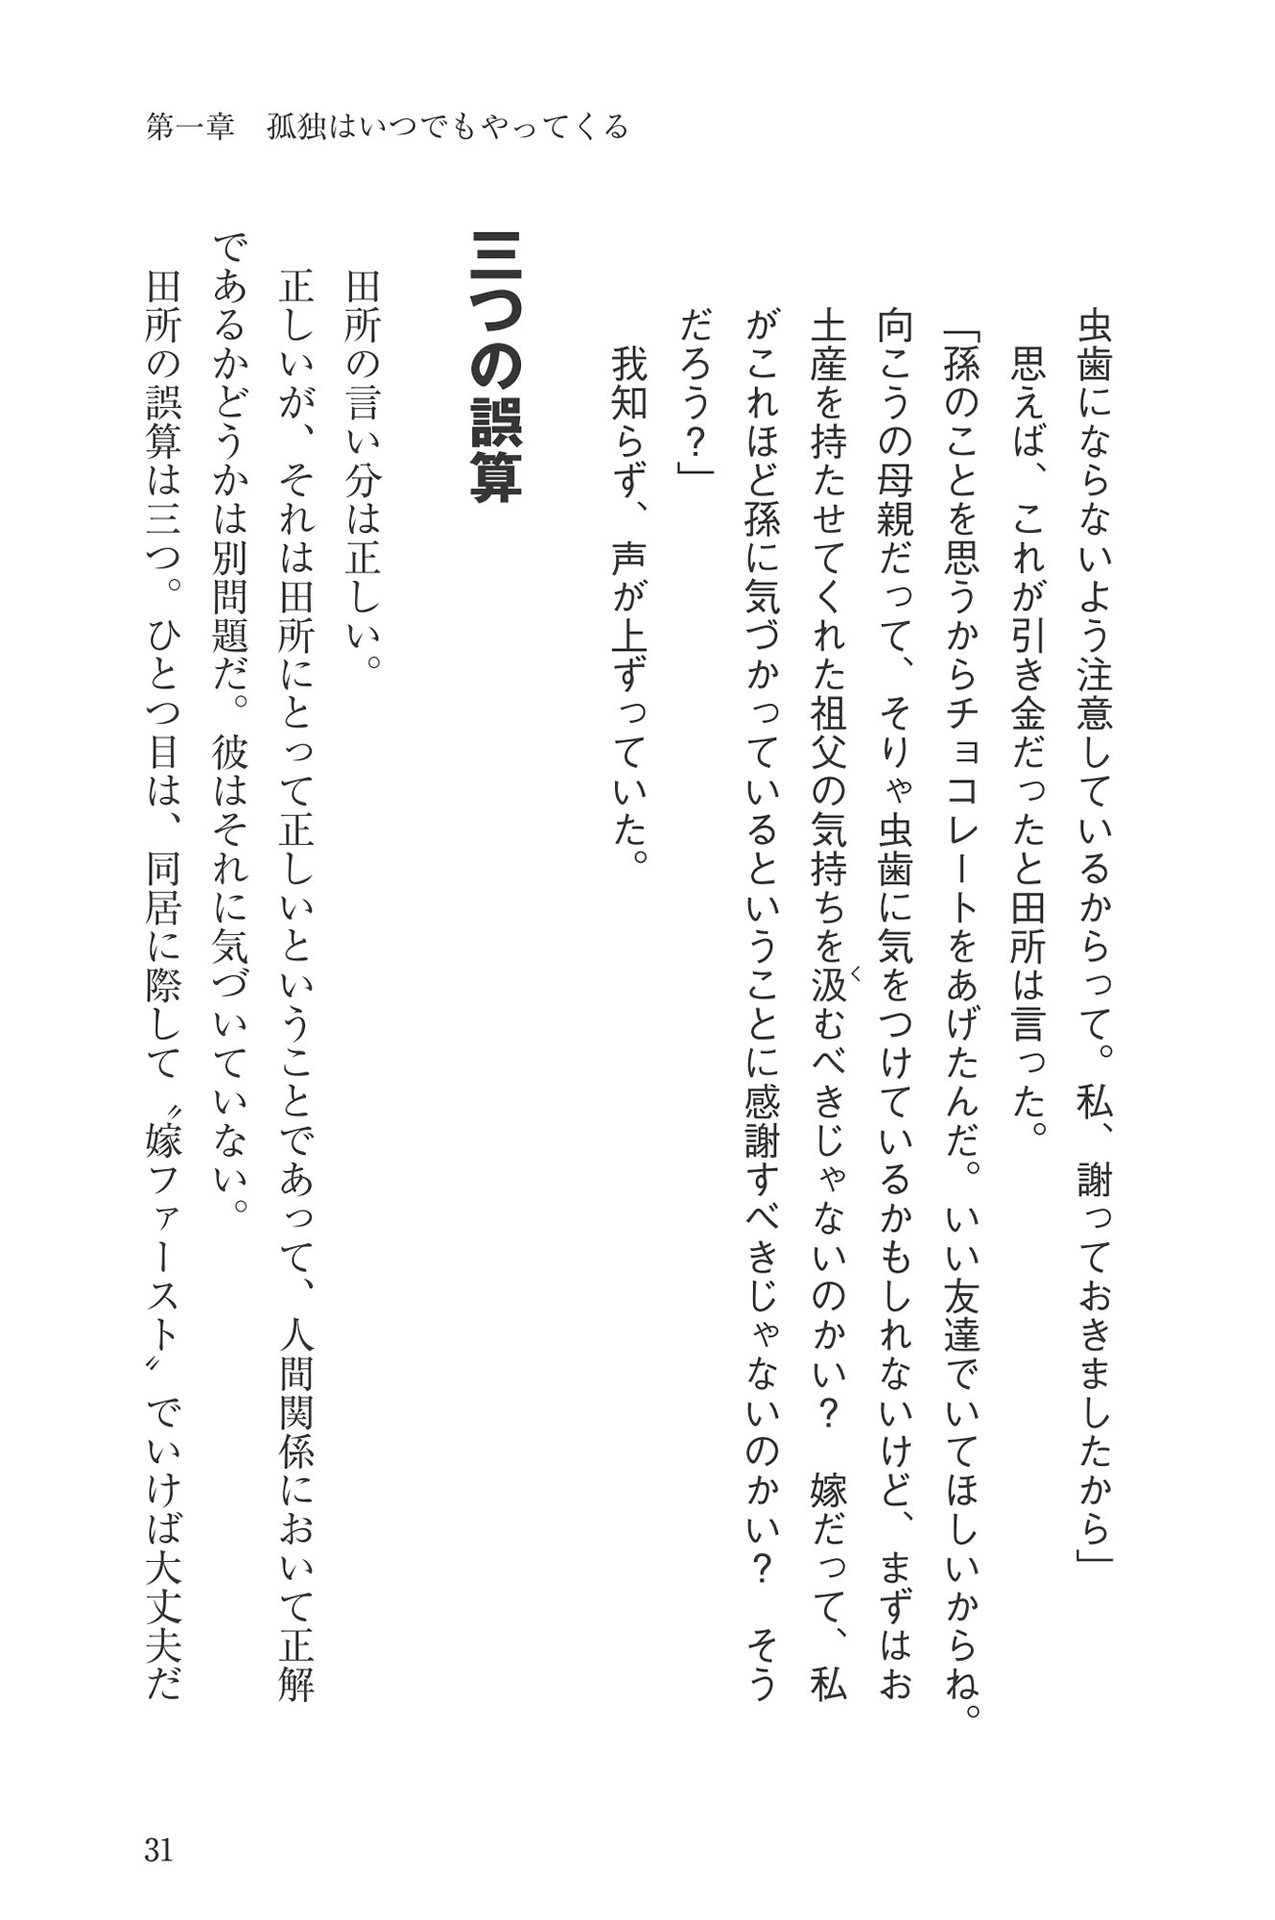 第一章　孤独はいつでもやってくる
虫歯にならないよう注意しているからって。私、謝っておきましたから」
　思えば、これが引き金だったと田所は言った。
「孫のことを思うからチョコレートをあげたんだ。いい友達でいてほしいからね。
向こうの母親だって、そりゃ虫歯に気をつけているかもしれないけど、まずはお
土産を持たせてくれた祖父の気持ちを汲むべきじゃないのかい？　嫁だって、私
がこれほど孫に気づかっているということに感謝すべきじゃないのかい？　そう
だろう？」
　我知らず、声が上ずっていた。
三つの誤算
　田所の言い分は正しい。
　正しいが、それは田所にとって正しいということであって、人間関係において正解
であるかどうかは別問題だ。彼はそれに気づいていない。
　田所の誤算は三つ。ひとつ目は、同居に際して〝嫁ファースト〟でいけば大丈夫だ
31